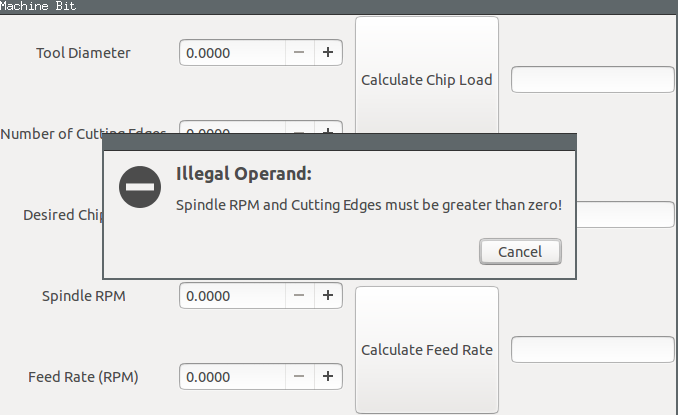 Machine Bit
Tool Diameter
0.0000
Calculate Chip Load
Number of Cutting Edges
0.0000
Illegal Operand:
Spindle RPM and Cutting Edges must be greater than zero!
Desired Chip
Cancel
Spindle RPM
0.0000
Calculate Feed Rate
Feed Rate (RPM)
0.0000